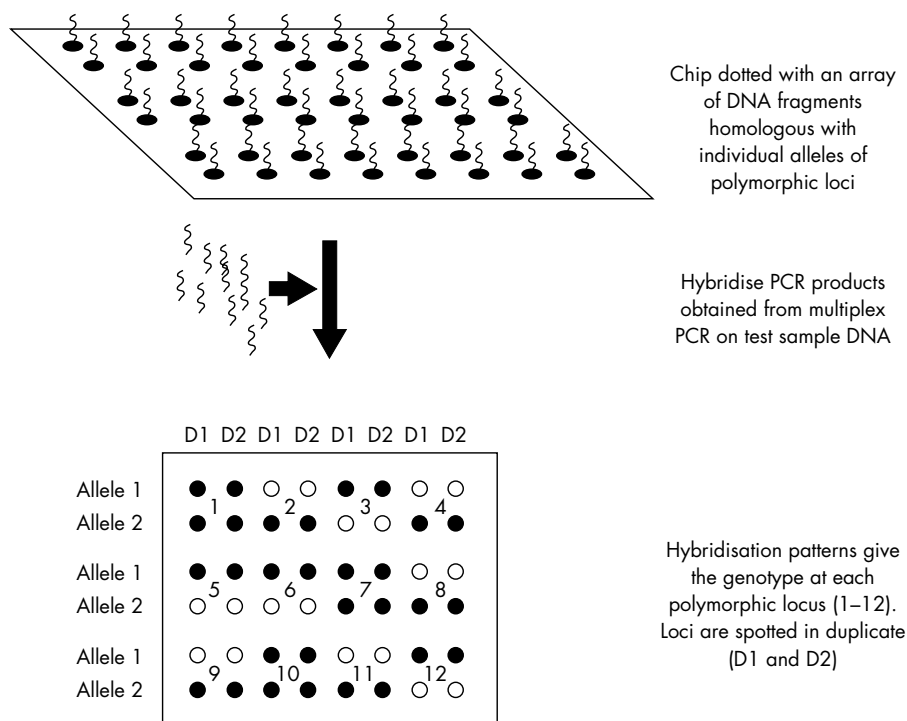 Chip dotted with an array
of DNA fragments
homologous with
individual alleles of
polymorphic loci
Hybridise PCR products
obtained from multiplex
PCR on test sample DNA
D1 D2 D1 D2 D1 D2 D1 D2
Allele 1
1 2 3 4
Allele 2
Allele 1
5 6 7 8
Allele 2
Allele 1
9 10 11 12
Allele 2
Hybridisation patterns give
the genotype at each
polymorphic locus (1–12).
Loci are spotted in duplicate
(D1 and D2)